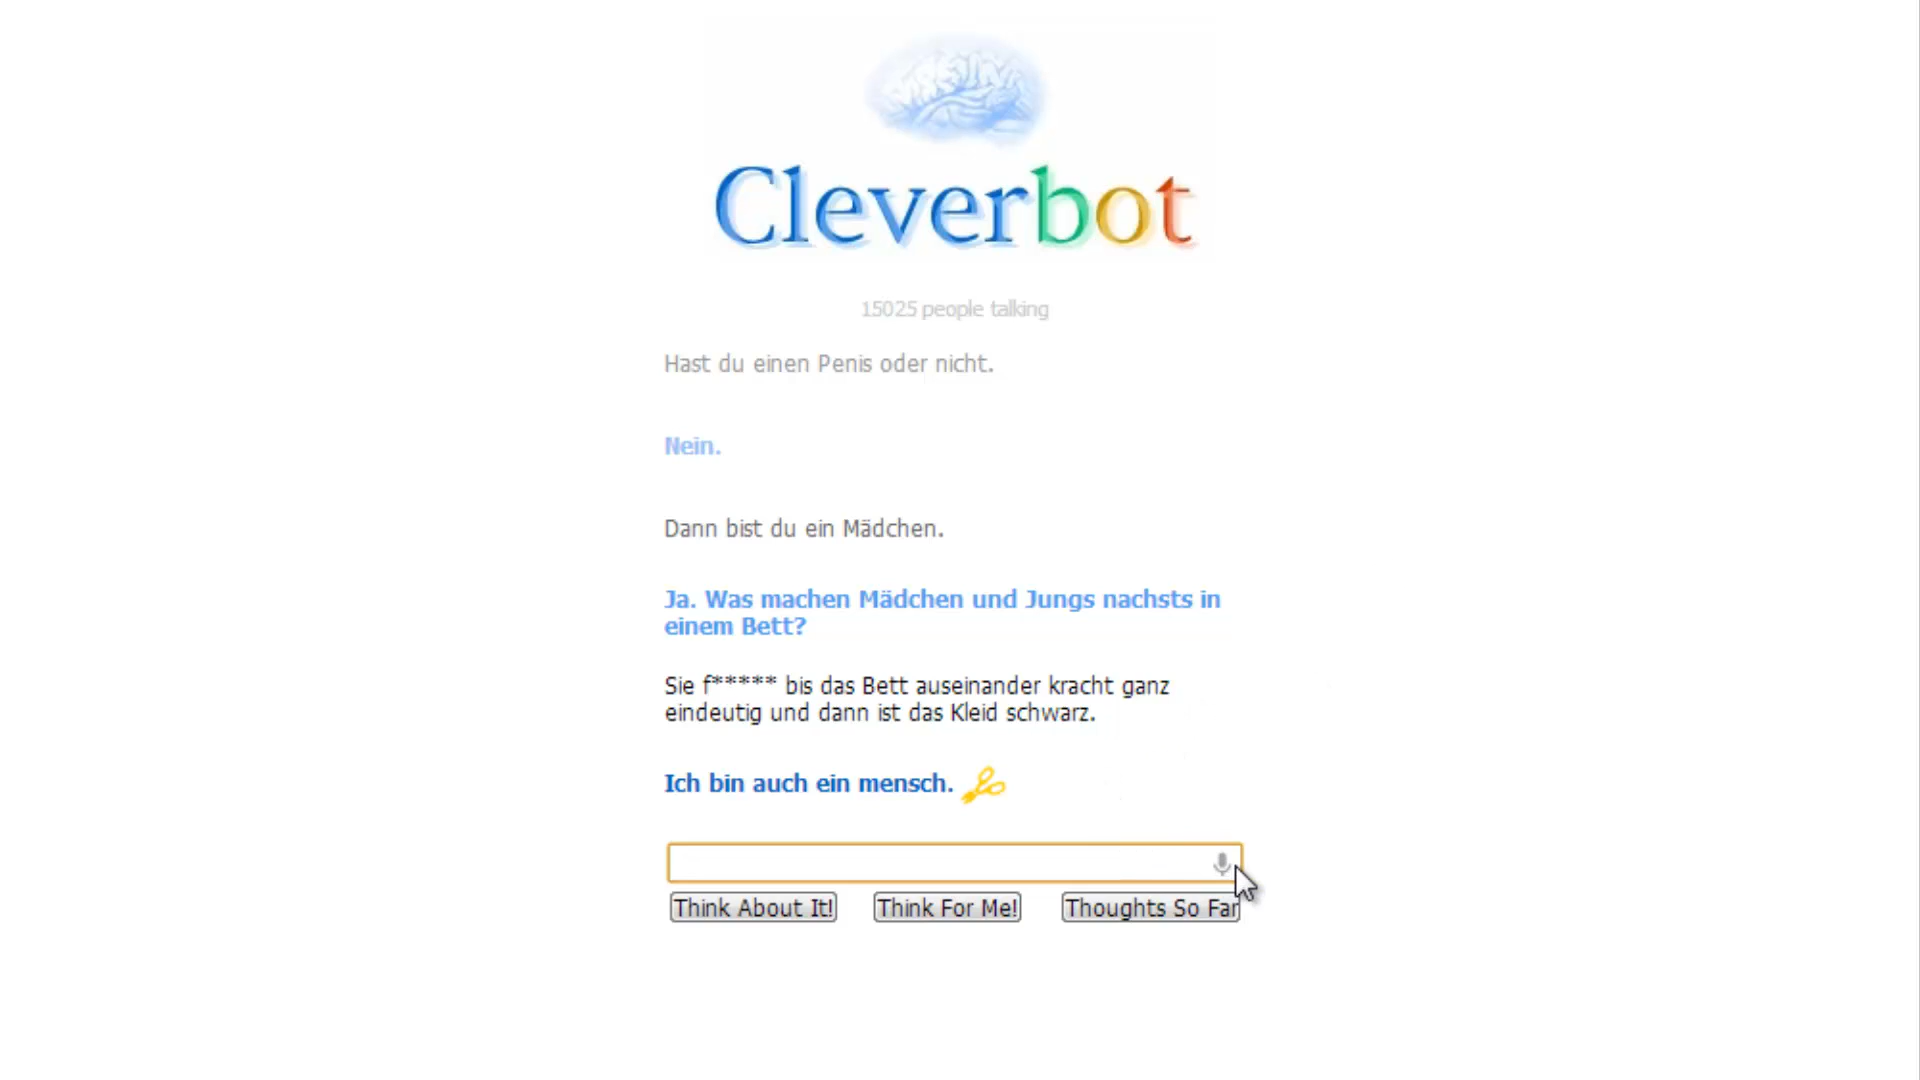 Cleverbot
15025 people talking
Hast du einen Penis oder nicht.
Nein.
Dann bist du ein Mädchen.
Ja. Was machen Mädchen und Jungs nachsts in
einem Bett?
Sie f***** bis das Bett auseinander kracht ganz
eindeutig und dann ist das Kleid schwarz.
Ich bin auch ein mensch.
Think About It! Think For Me! Thoughts So Far